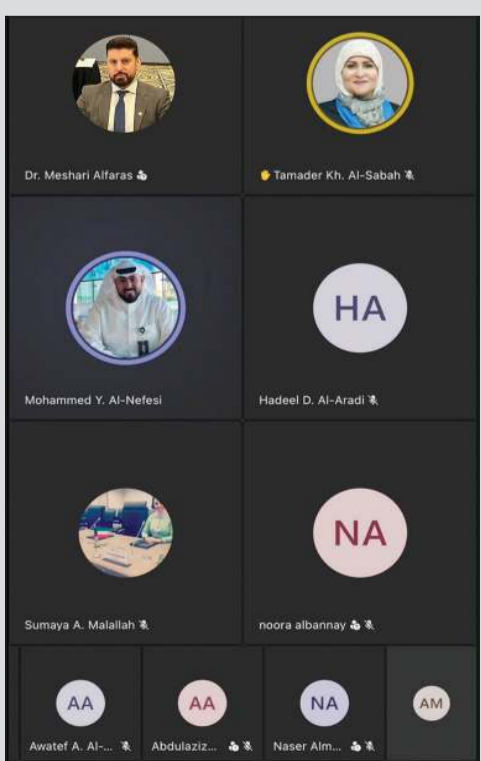 Dr. Meshari Alfaras
Tamader Kh. Al-Sabah
Mohammed Y. Al-Nefesi
HA
Hadeel D. Al-Aradi
Sumaya A. Malallah
NA
noora albannay
AA
Awatef A. Al-...
AA
Abdulaziz...
NA
Naser Alm...
AM